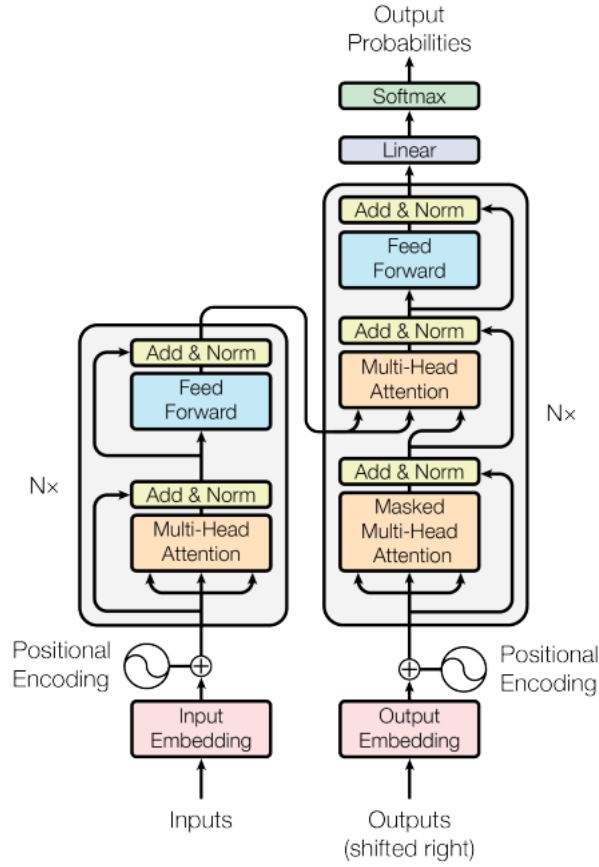 Output
Probabilities
Softmax
Linear
Add & Norm
Feed
Forward
Add & Norm
Multi-Head
Attention
Add & Norm
Masked
Multi-Head
Attention
N×
Add & Norm
Feed
Forward
Add & Norm
Multi-Head
Attention
N×
Positional
Encoding
Positional
Encoding
Input
Embedding
Output
Embedding
Inputs
Outputs
(shifted right)